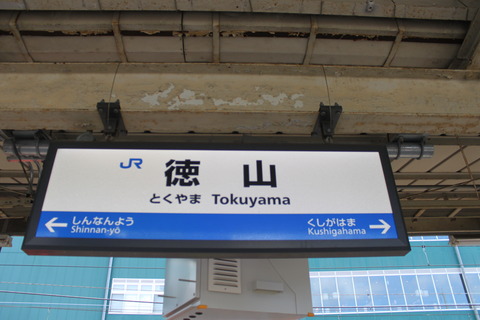 JR 徳山
とくやま Tokuyama
← しんなんよう
Shinnan-yō
くしがはま →
Kushigahama